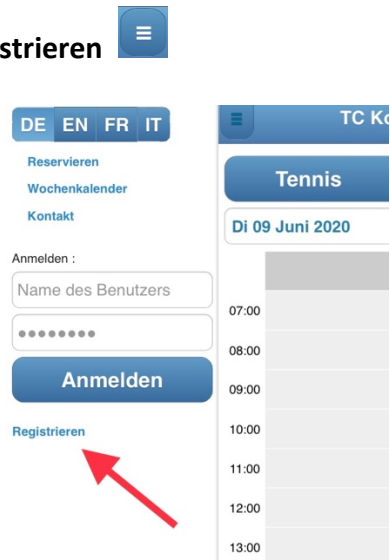 strieren
DE EN FR IT
Reservieren
Wochenkalender
Kontakt
Anmelden :
Name des Benutzers
Anmelden
Registrieren
TC Ko
Tennis
Di 09 Juni 2020
07:00
08:00
09:00
10:00
11:00
12:00
13:00